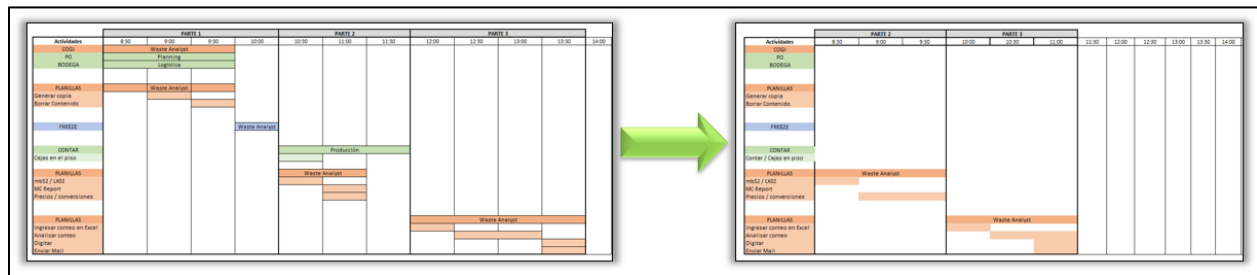 PARTE 1 PARTE 2 PARTE 3
Actividades 8:30 9:00 9:30 10:00 10:30 11:00 11:30 12:00 12:30 13:00 13:30 14:00
COGI Waste Analyst
PO Planning
BODEGA Logística
PLANILLAS Waste Analyst
Generar copia
Borrar Contenido
FREEZE Waste Analyst
CONTAR Producción
Cajas en el piso
PLANILLAS Waste Analyst
mb52 / LX02
MC Report
Precios / conversiones
PLANILLAS Waste Analyst
Ingresar conteo en Excel
Analisar conteo
Digitar
Enviar Mail
PARTE 2 PARTE 3
Actividades 8:30 9:00 9:30 10:00 10:30 11:00 11:30 12:00 12:30 13:00 13:30 14:00
COGI
PO
BODEGA
PLANILLAS
Generar copia
Borrar Contenido
FREEZE
CONTAR
Contar / Cajas en piso
PLANILLAS Waste Analyst
mb52 / LX02
MC Report
Precios / conversiones
PLANILLAS Waste Analyst
Ingresar conteo en Excel
Analisar conteo
Digitar
Enviar Mail